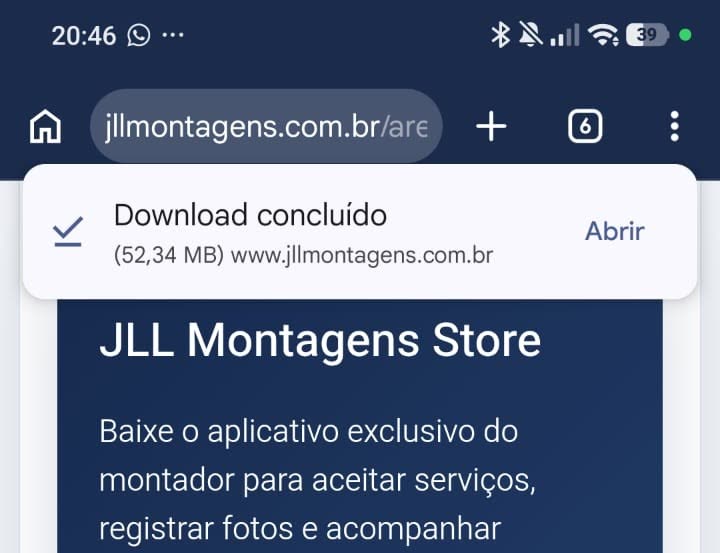 20:46
39
jllmontagens.com.br/are
6
Download concluído
(52,34 MB) www.jllmontagens.com.br
Abrir
JLL Montagens Store
Baixe o aplicativo exclusivo do
montador para aceitar serviços,
registrar fotos e acompanhar